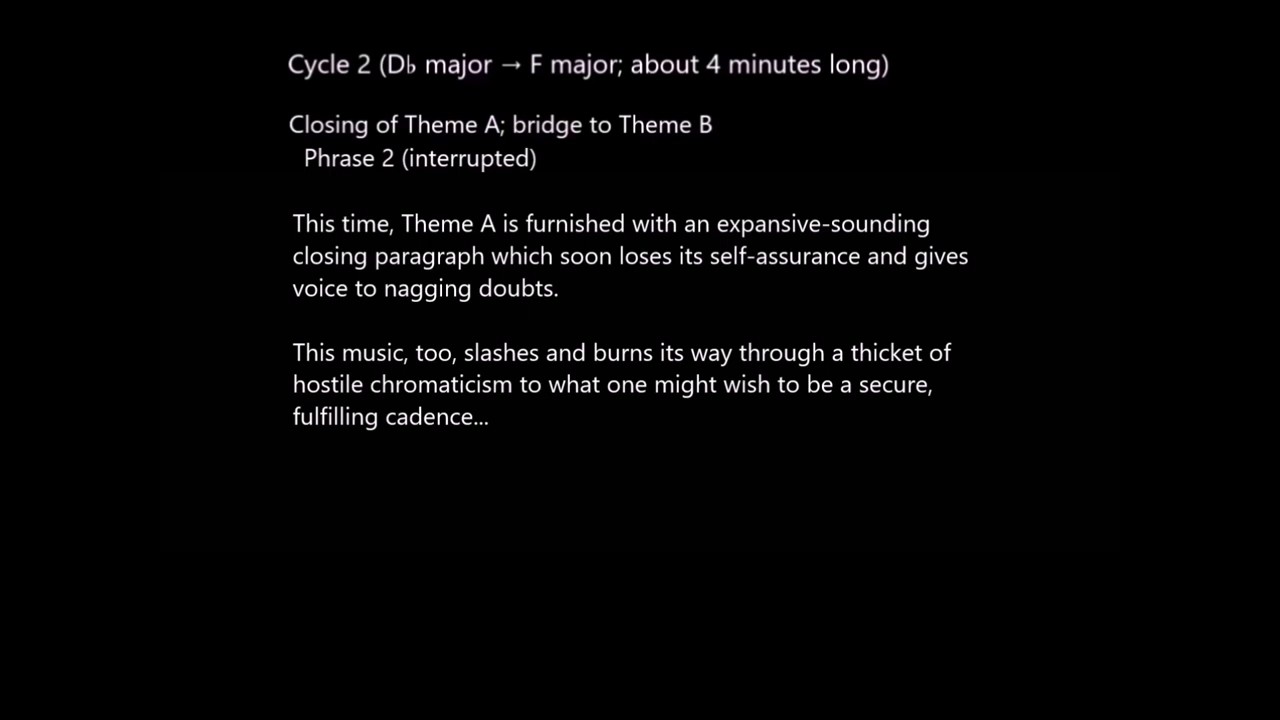 Cycle 2 (D♭ major → F major; about 4 minutes long)
Closing of Theme A; bridge to Theme B
Phrase 2 (interrupted)
This time, Theme A is furnished with an expansive-sounding
closing paragraph which soon loses its self-assurance and gives
voice to nagging doubts.
This music, too, slashes and burns its way through a thicket of
hostile chromaticism to what one might wish to be a secure,
fulfilling cadence...